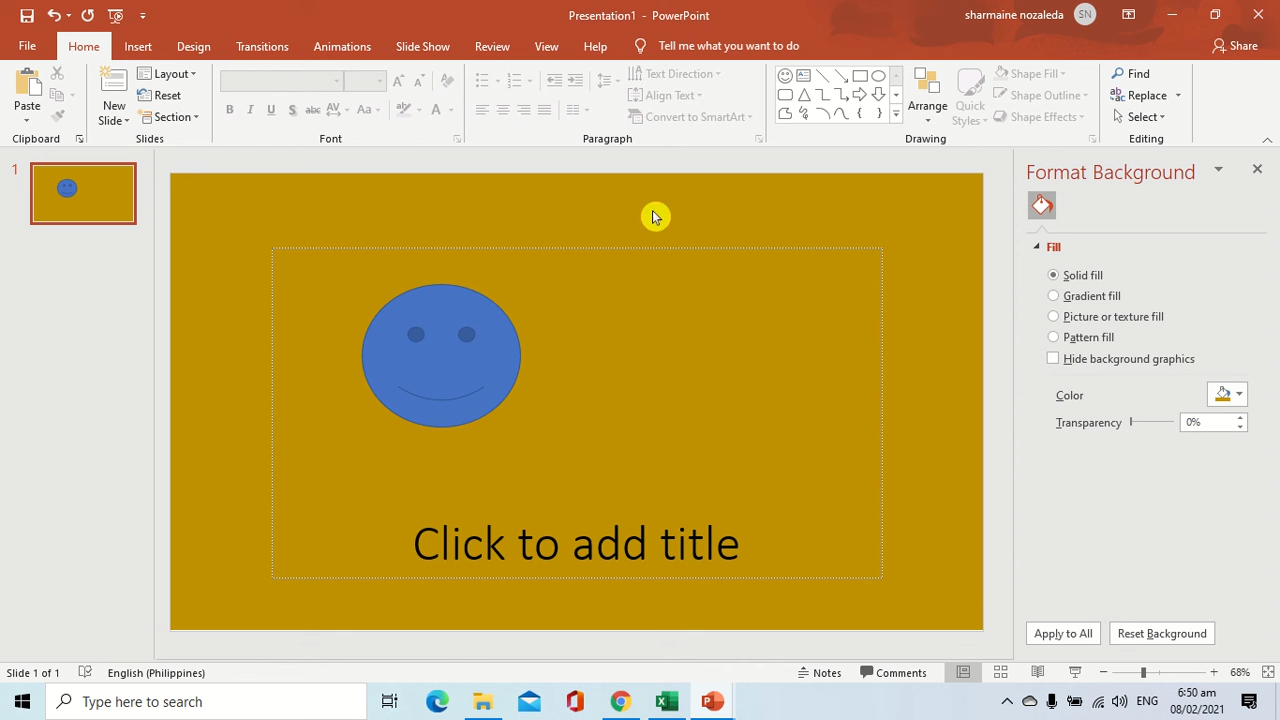 Presentation1 - PowerPoint
sharmaine nozaleda
SN
File
Home
Insert
Design
Transitions
Animations
Slide Show
Review
View
Help
Tell me what you want to do
Share
Paste
New
Slide
Layout
Reset
Section
B
I
U
S
abc
AV
Aa
A
Text Direction
Align Text
Convert to SmartArt
Arrange
Quick
Styles
Shape Fill
Shape Outline
Shape Effects
Find
Replace
Select
Clipboard
Slides
Font
Paragraph
Drawing
Editing
1
Click to add title
Format Background
Fill
Solid fill
Gradient fill
Picture or texture fill
Pattern fill
Hide background graphics
Color
Transparency
0%
Apply to All
Reset Background
Slide 1 of 1
English (Philippines)
Notes
Comments
68%
Type here to search
ENG
6:50 am
08/02/2021